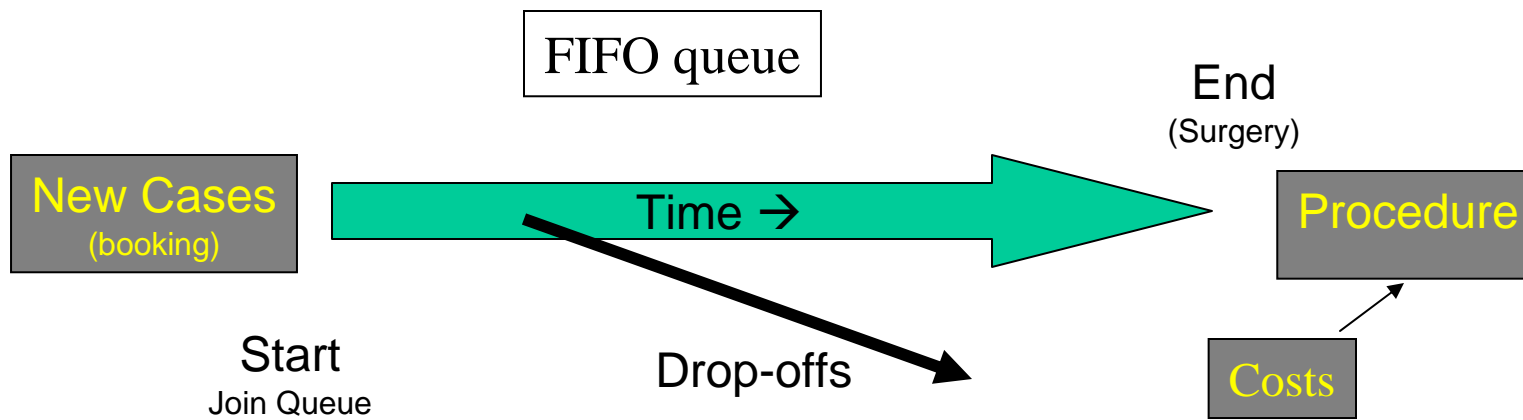 FIFO queue
End
(Surgery)
New Cases
(booking)
Time →
Procedure
Start
Join Queue
Drop-offs
Costs